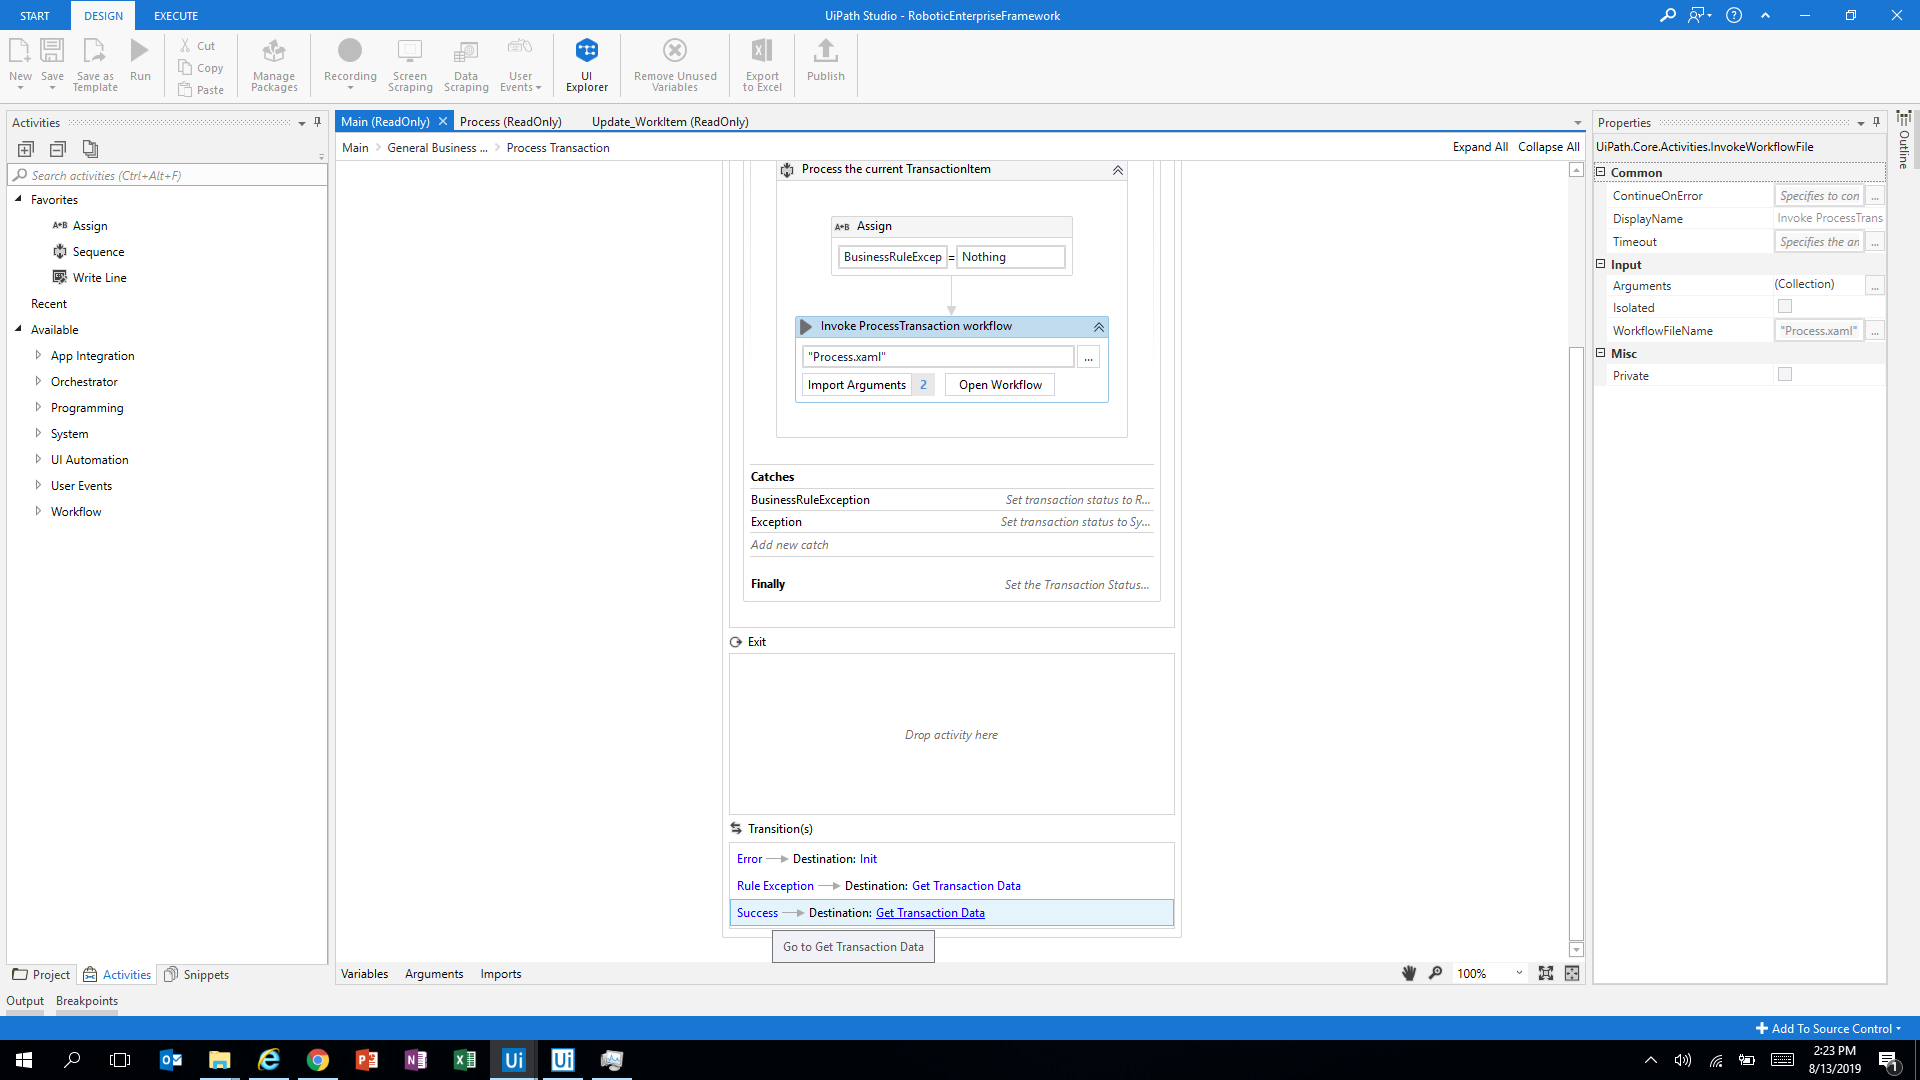 START DESIGN EXECUTE UiPath Studio - RoboticEnterpriseFramework
New Save Save as Template Run
Cut
Copy
Paste
Manage Packages
Recording Screen Scraping Data Scraping User Events
UI Explorer
Remove Unused Variables
Export to Excel
Publish
Activities
Search activities (Ctrl+Alt+F)
Favorites
A+B Assign
Sequence
Write Line
Recent
Available
App Integration
Orchestrator
Programming
System
UI Automation
User Events
Workflow
Project Activities Snippets
Output Breakpoints
Main (ReadOnly) Process (ReadOnly) Update_WorkItem (ReadOnly)
Main > General Business ... > Process Transaction
Expand All Collapse All
Process the current TransactionItem
A+B Assign
BusinessRuleExcep = Nothing
Invoke ProcessTransaction workflow
"Process.xaml" ...
Import Arguments 2 Open Workflow
Catches
BusinessRuleException Set transaction status to R...
Exception Set transaction status to Sy...
Add new catch
Finally Set the Transaction Status...
Exit
Drop activity here
Transition(s)
Error Destination: Init
Rule Exception Destination: Get Transaction Data
Success Destination: Get Transaction Data
Go to Get Transaction Data
Variables Arguments Imports
100%
Properties
UiPath.Core.Activities.InvokeWorkflowFile
Common
ContinueOnError Specifies to con ...
DisplayName Invoke ProcessTrans
Timeout Specifies the an ...
Input
Arguments (Collection) ...
Isolated
WorkflowFileName "Process.xaml" ...
Misc
Private
Outline
Add To Source Control
Ui Ui
2:23 PM
8/13/2019
1